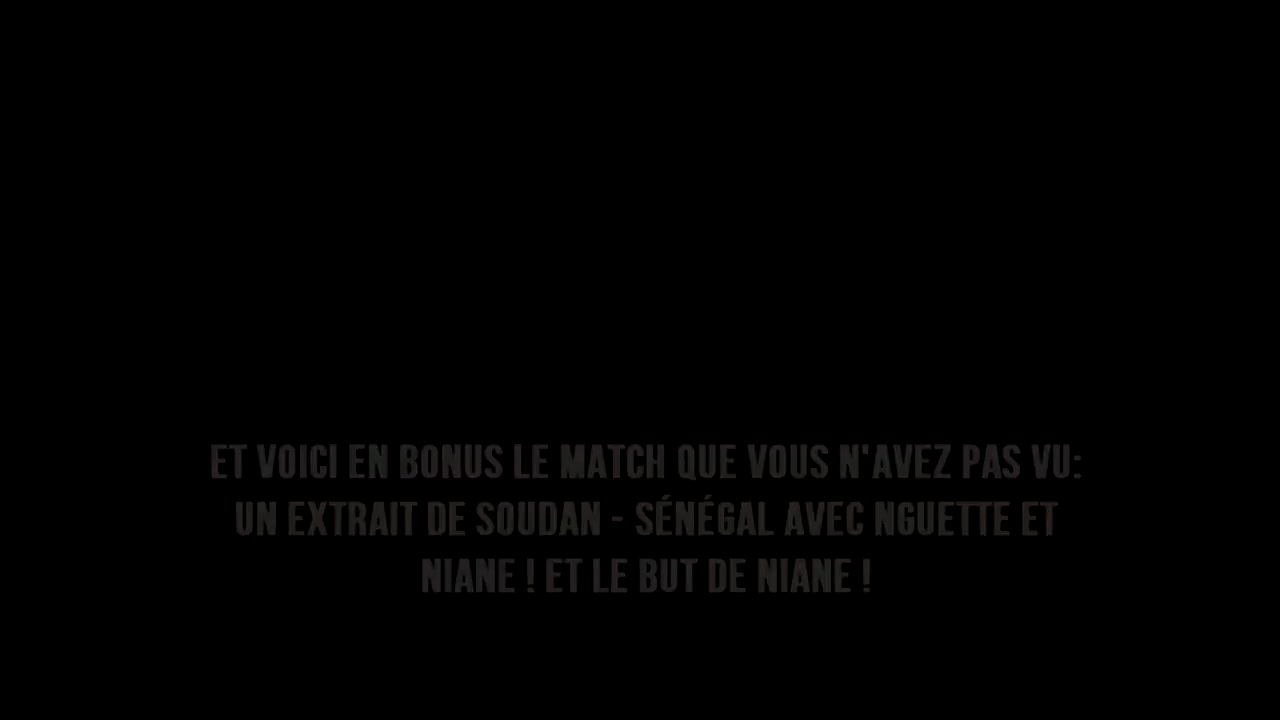 ET VOICI EN BONUS LE MATCH QUE VOUS N'AVEZ PAS VU:
UN EXTRAIT DE SOUDAN - SÉNÉGAL AVEC NGUETTE ET
NIANE ! ET LE BUT DE NIANE !